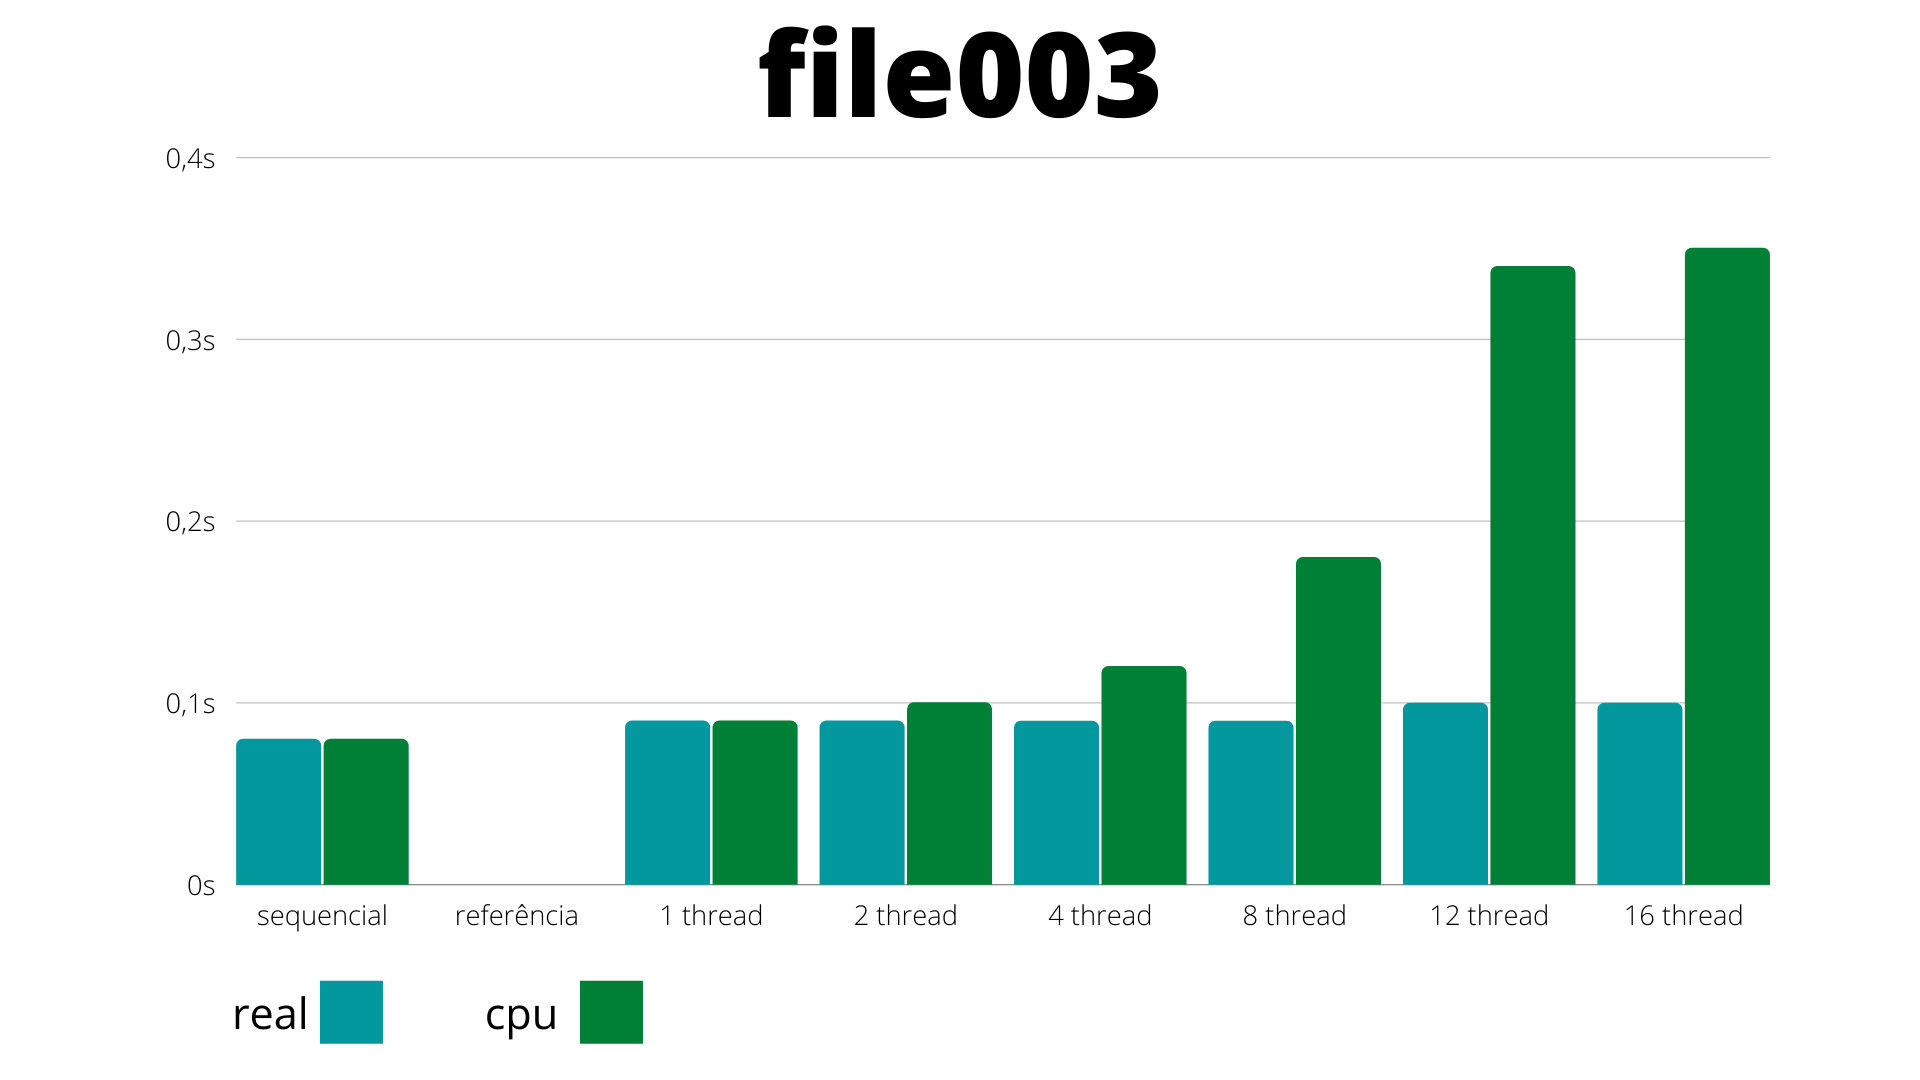 file003
0,4s
0,3s
0,2s
0,1s
0s
sequencial referência 1 thread 2 thread 4 thread 8 thread 12 thread 16 thread
real cpu